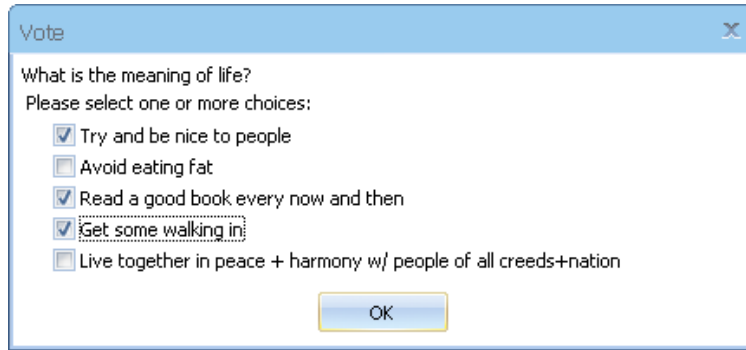 Vote
What is the meaning of life?
Please select one or more choices:
Try and be nice to people
Avoid eating fat
Read a good book every now and then
Get some walking in
Live together in peace + harmony w/ people of all creeds+nation
OK